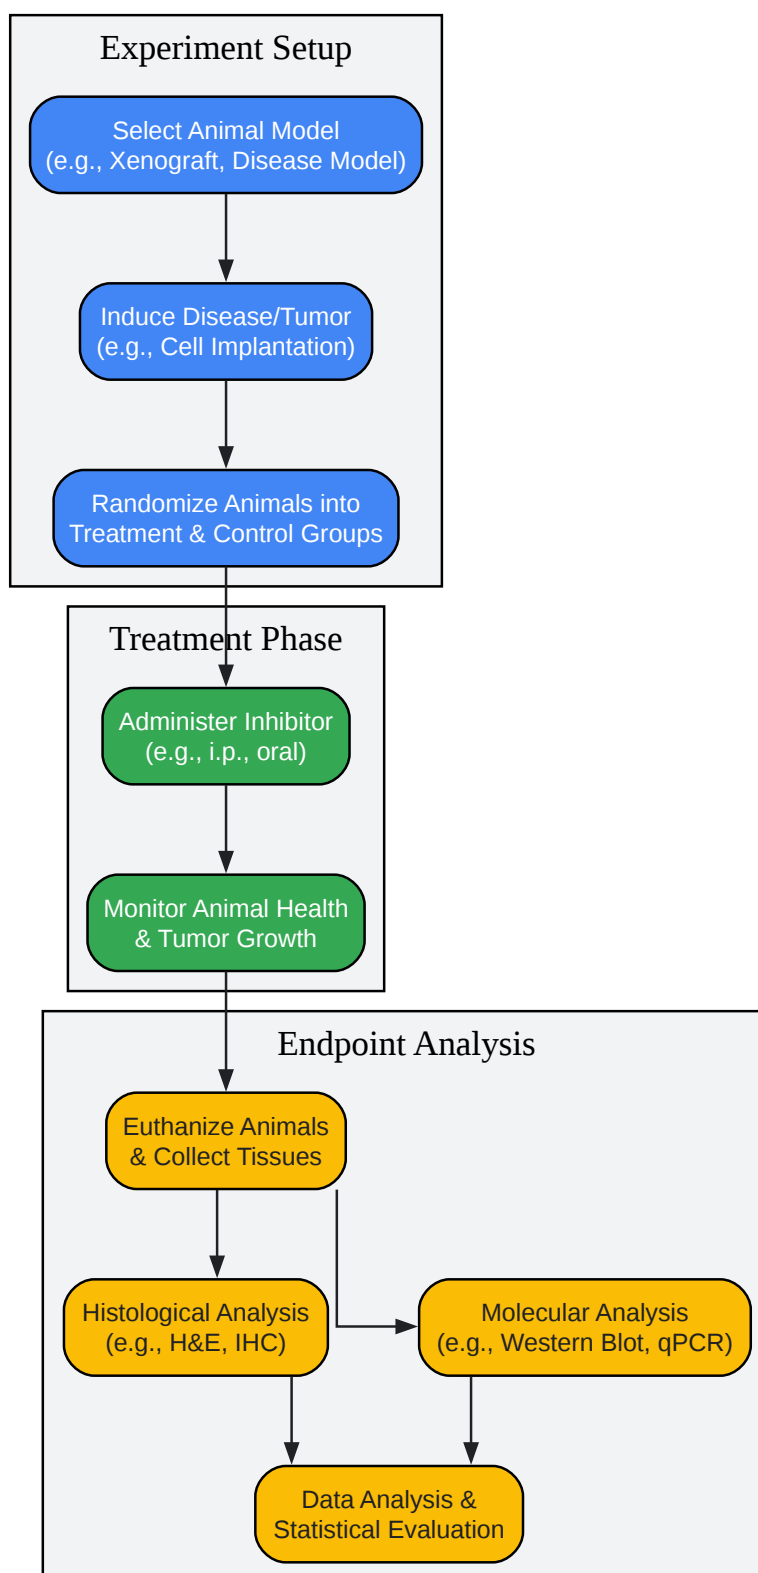 Experiment Setup
Select Animal Model
(e.g., Xenograft, Disease Model)
Induce Disease/Tumor
(e.g., Cell Implantation)
Randomize Animals into
Treatment & Control Groups
Treatment Phase
Administer Inhibitor
(e.g., i.p., oral)
Monitor Animal Health
& Tumor Growth
Endpoint Analysis
Euthanize Animals
& Collect Tissues
Histological Analysis
(e.g., H&E, IHC)
Molecular Analysis
(e.g., Western Blot, qPCR)
Data Analysis &
Statistical Evaluation